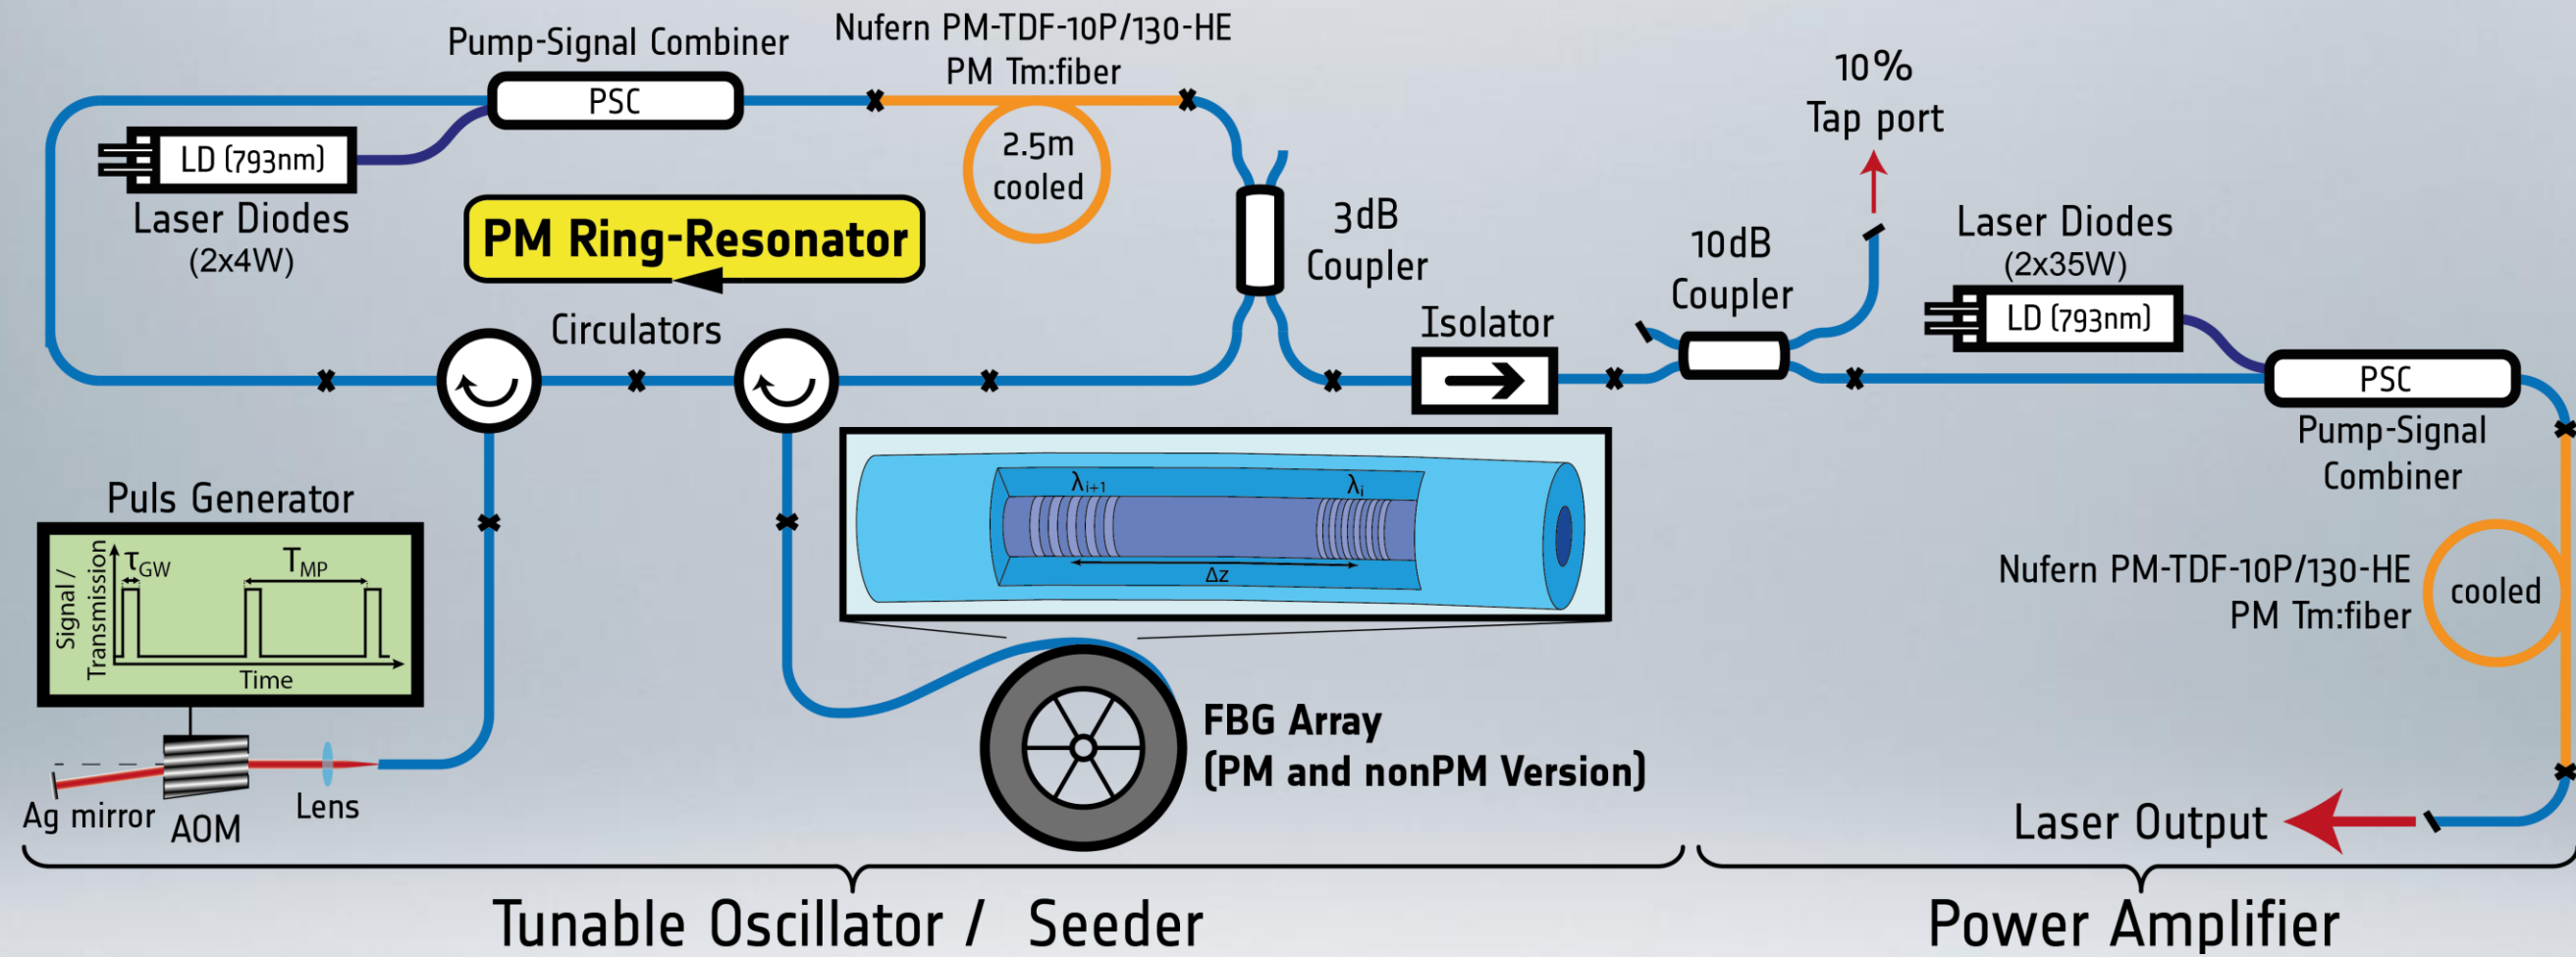 Pump-Signal Combiner
PSC
Nufern PM-TDF-10P/130-HE
PM Tm:fiber
2.5m
cooled
LD (793nm)
Laser Diodes
(2x4W)
PM Ring-Resonator
3dB
Coupler
Circulators
Isolator
10%
Tap port
10dB
Coupler
Laser Diodes
(2x35W)
LD (793nm)
PSC
Pump-Signal
Combiner
Nufern PM-TDF-10P/130-HE
PM Tm:fiber
cooled
Laser Output
Puls Generator
Signal /
Transmission
τGW
TMP
Time
Ag mirror
AOM
Lens
λi+1
λi
Δz
FBG Array
(PM and nonPM Version)
Tunable Oscillator / Seeder
Power Amplifier